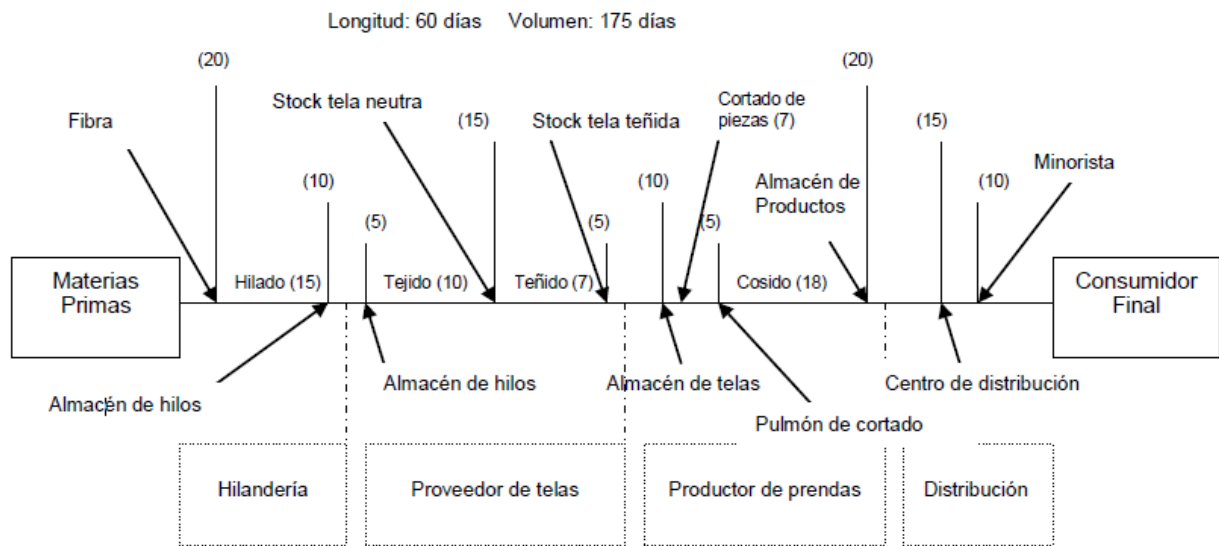 Longitud: 60 días Volumen: 175 días
(20)
(20)
Stock tela neutra
Cortado de
piezas (7)
Fibra
(15)
Stock tela teñida
(15)
Minorista
(10)
(10)
Almacén de
Productos
(10)
(5)
(5)
(5)
Materias
Primas
Hilado (15)
Tejido (10)
Teñido (7)
Cosido (18)
Consumidor
Final
Almacén de hilos
Almacén de hilos
Almacén de telas
Centro de distribución
Pulmón de cortado
Hilandería
Proveedor de telas
Productor de prendas
Distribución